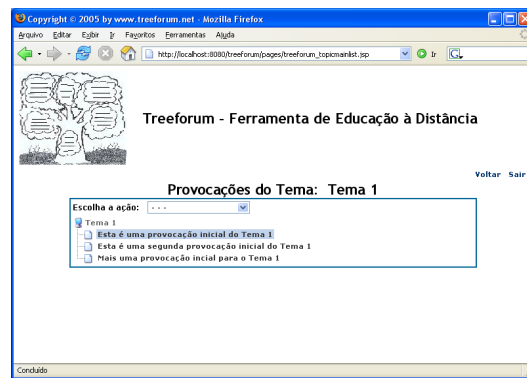 Copyright © 2005 by www.treeforum.net - Mozilla Firefox
Arquivo Editar Exibir Ir Favoritos Ferramentas Ajuda
http://localhost:8080/treeforum/pages/treeforum_topicmainlist.jsp Ir G
Treeforum - Ferramenta de Educação à Distância
Voltar Sair
Provocações do Tema: Tema 1
Escolha a ação: - - -
Tema 1
Esta é uma provocação inicial do Tema 1
Esta é uma segunda provocação inicial do Tema 1
Mais uma provocação incial para o Tema 1
Concluído